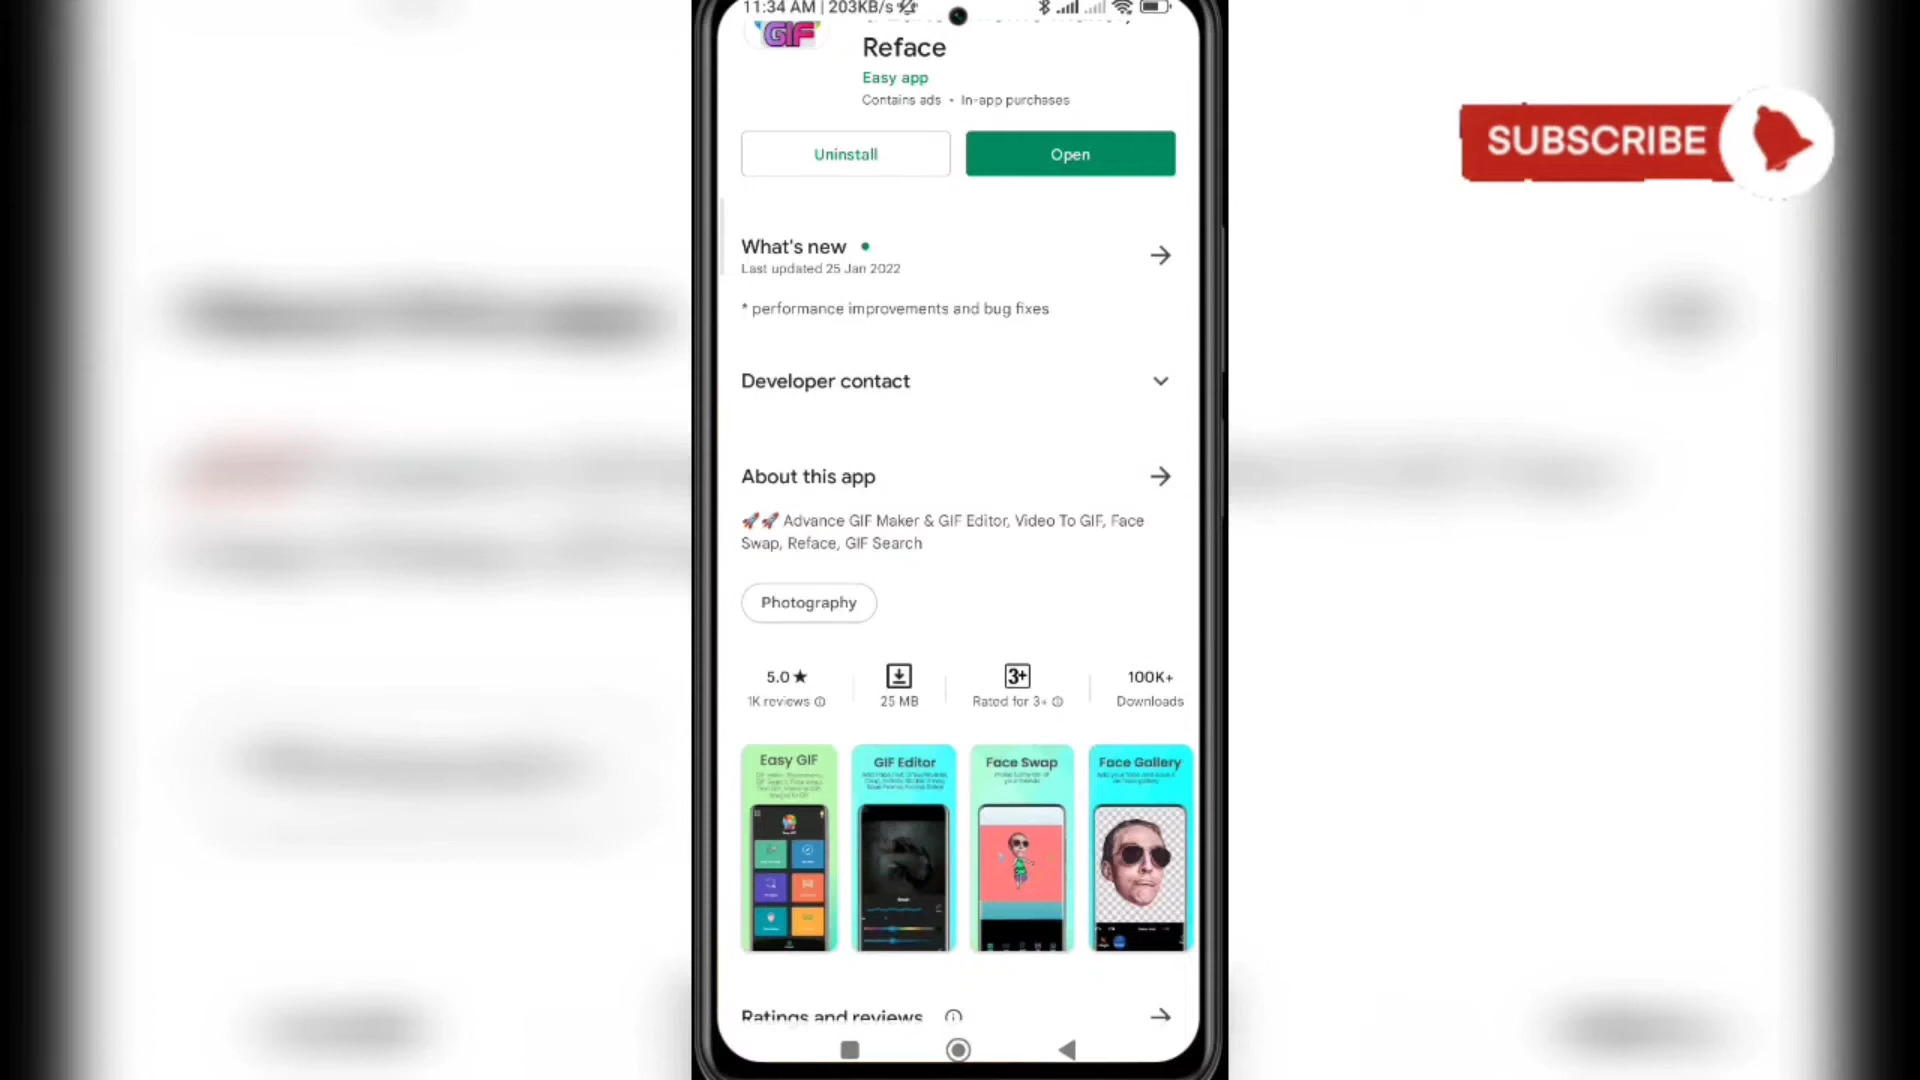 11:34 AM | 203KB/s
GIF
Reface
Easy app
Contains ads • In-app purchases
Uninstall
Open
SUBSCRIBE
What's new
Last updated 25 Jan 2022
* performance improvements and bug fixes
Developer contact
About this app
🚀🚀 Advance GIF Maker & GIF Editor, Video To GIF, Face
Swap, Reface, GIF Search
Photography
5.0★
3+
100K+
1K reviews
25 MB
Rated for 3+
Downloads
Easy GIF
GIF Editor
Face Swap
Face Gallery
Ratings and reviews